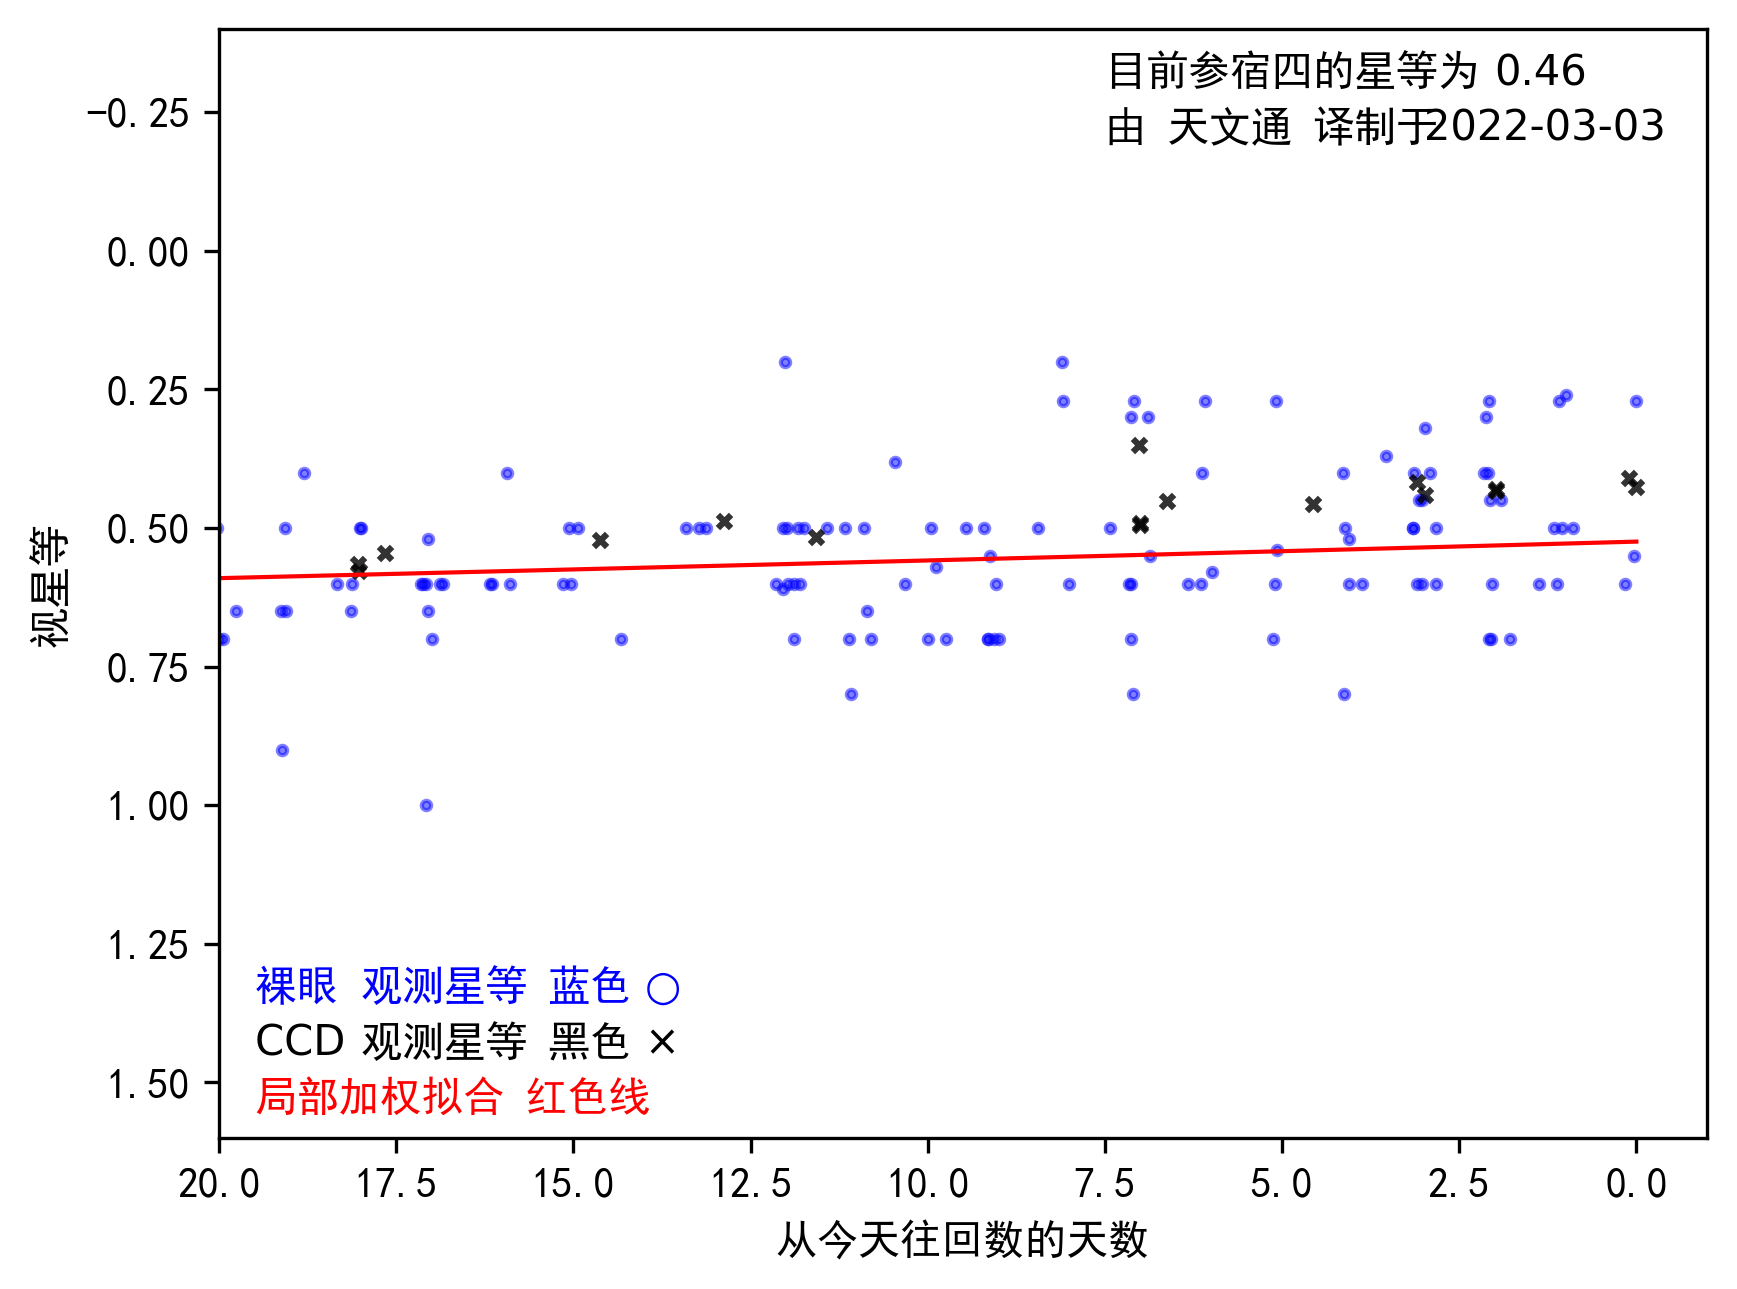 目前参宿四的星等为 0.46
由 天文通 译制于2022-03-03
−0.25
0.00
0.25
0.50
0.75
1.00
1.25
1.50
视星等
裸眼 观测星等 蓝色 ○
CCD 观测星等 黑色 ×
局部加权拟合 红色线
20.0 17.5 15.0 12.5 10.0 7.5 5.0 2.5 0.0
从今天往回数的天数